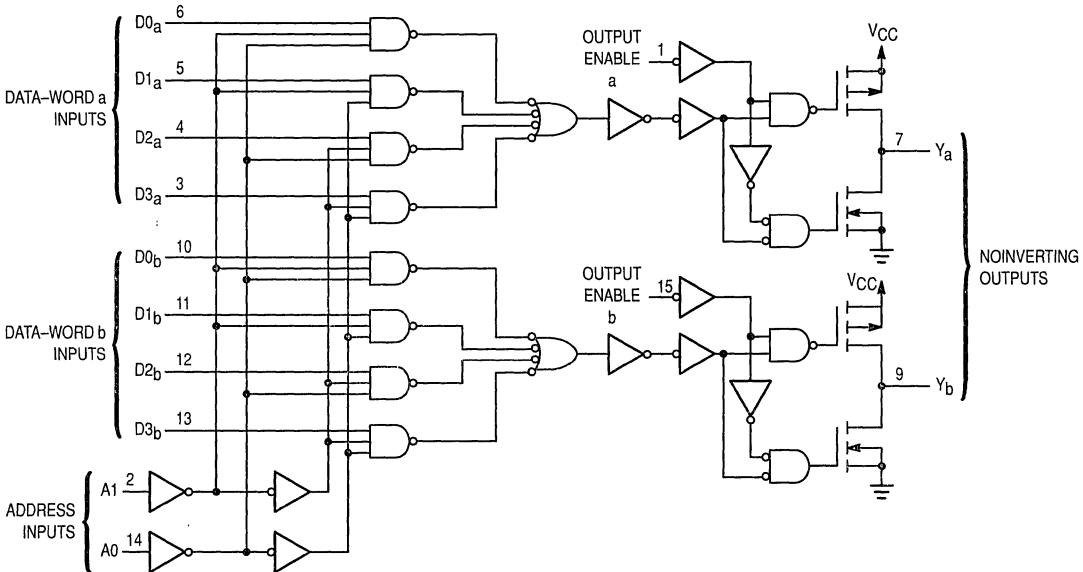 DATA–WORD a
INPUTS
D0a
6
D1a
5
D2a
4
D3a
3
DATA–WORD b
INPUTS
D0b
10
D1b
11
D2b
12
D3b
13
ADDRESS
INPUTS
A1
2
A0
14
OUTPUT
ENABLE
a
1
VCC
7
Ya
OUTPUT
ENABLE
b
15
VCC
9
Yb
NOINVERTING
OUTPUTS